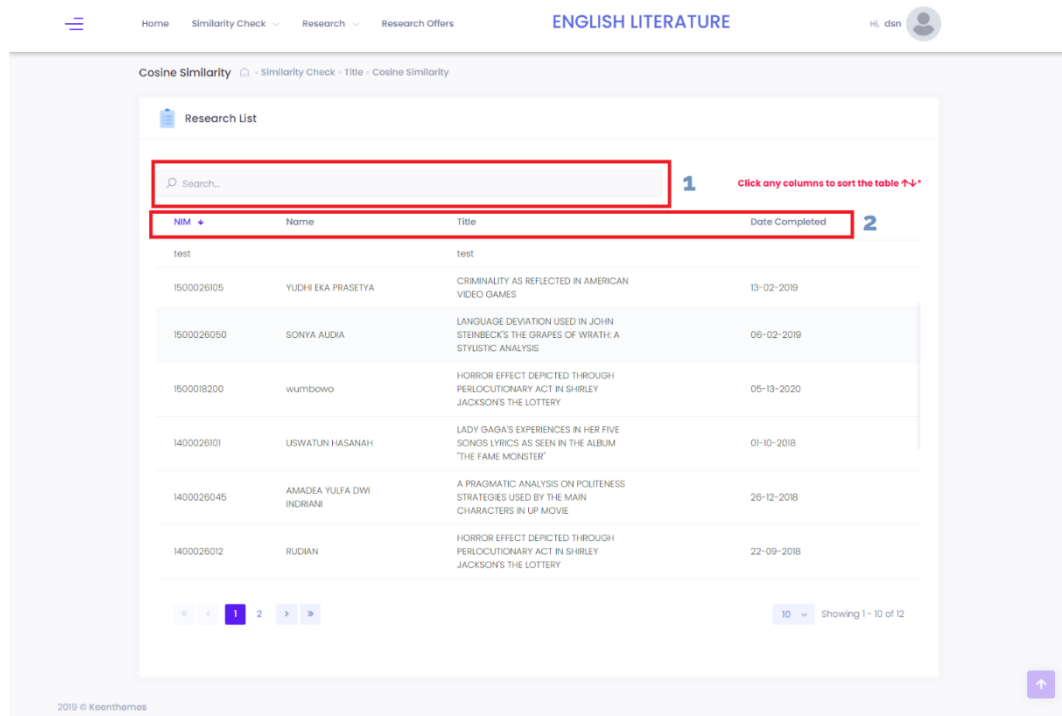 Home Similarity Check Research Research Offers ENGLISH LITERATURE Hi, dsn
Cosine Similarity - Similarity Check - Title - Cosine Similarity
Research List
Search... 1 Click any columns to sort the table ↑↓*
NIM ↓ Name Title Date Completed 2
test test
1500026105 YUDHI EKA PRASETYA CRIMINALITY AS REFLECTED IN AMERICAN 13-02-2019
VIDEO GAMES
LANGUAGE DEVIATION USED IN JOHN
1500026050 SONYA AUDIA STEINBECK'S THE GRAPES OF WRATH: A 06-02-2019
STYLISTIC ANALYSIS
HORROR EFFECT DEPICTED THROUGH
1500018200 wumbowo PERLOCUTIONARY ACT IN SHIRLEY 05-13-2020
JACKSON'S THE LOTTERY
LADY GAGA'S EXPERIENCES IN HER FIVE
1400026101 USWATUN HASANAH SONGS LYRICS AS SEEN IN THE ALBUM 01-10-2018
"THE FAME MONSTER"
A PRAGMATIC ANALYSIS ON POLITENESS
1400026045 AMADEA YULFA DWI INDRIANI STRATEGIES USED BY THE MAIN 26-12-2018
CHARACTERS IN UP MOVIE
HORROR EFFECT DEPICTED THROUGH
1400026012 RUDIAN PERLOCUTIONARY ACT IN SHIRLEY 22-09-2018
JACKSON'S THE LOTTERY
« < 1 2 > » 10 Showing 1 - 10 of 12
2019 © Keenthemes